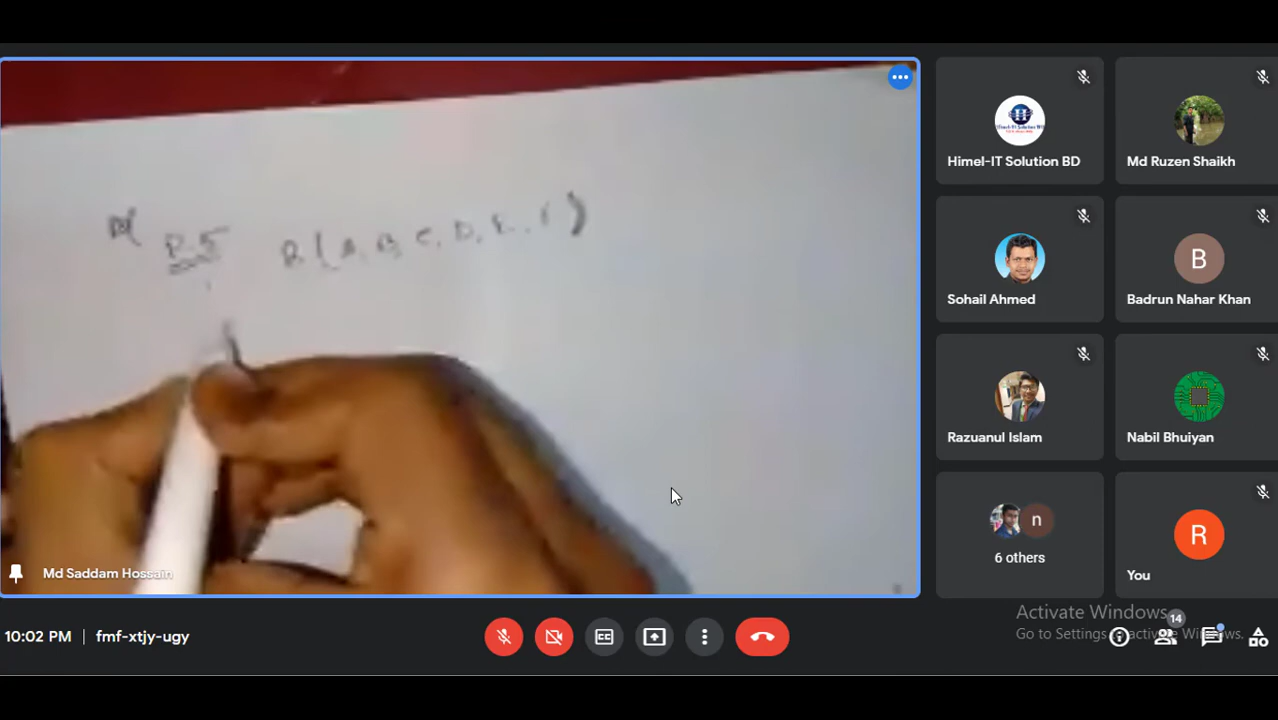 P-5 R(A, B, C, D, E, F)
Md Saddam Hossain
Himel-IT Solution BD
Md Ruzen Shaikh
Sohail Ahmed
B
Badrun Nahar Khan
Razuanul Islam
Nabil Bhuiyan
n
6 others
R
You
10:02 PM | fmf-xtjy-ugy
14
Activate Windows
Go to Settings to activate Windows.